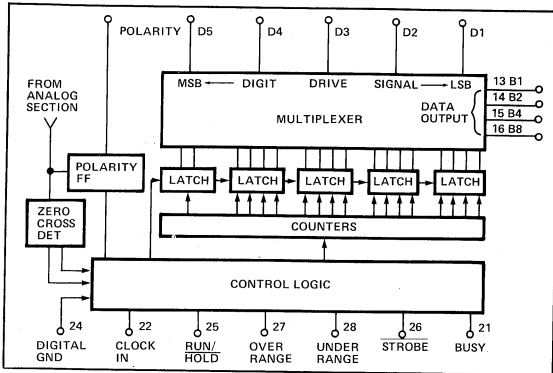 POLARITY D5 D4 D3 D2 D1
FROM
ANALOG
SECTION
MSB DIGIT DRIVE SIGNAL LSB
MULTIPLEXER
DATA
OUTPUT
13 B1
14 B2
15 B4
16 B8
POLARITY
FF
LATCH LATCH LATCH LATCH LATCH
ZERO
CROSS
DET
COUNTERS
CONTROL LOGIC
24 22 25 27 28 26 21
DIGITAL
GND
CLOCK
IN
RUN/
HOLD
OVER
RANGE
UNDER
RANGE
STROBE
BUSY